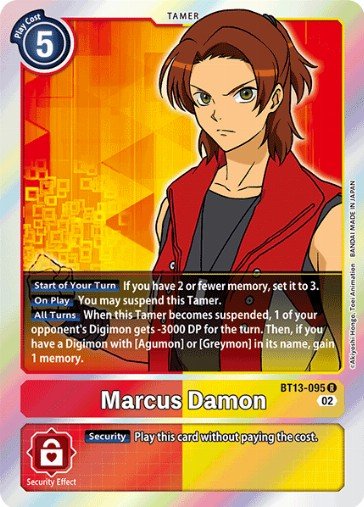 TAMER
Play Cost
5
Start of Your Turn If you have 2 or fewer memory, set it to 3.
On Play You may suspend this Tamer.
All Turns When this Tamer becomes suspended, 1 of your
opponent's Digimon gets -3000 DP for the turn. Then, if you
have a Digimon with [Agumon] or [Greymon] in its name, gain
1 memory.
©Akiyoshi Hongo, Toei Animation BANDAI MADE IN JAPAN
BT13-095 R
Marcus Damon
02
Security Play this card without paying the cost.
Security Effect